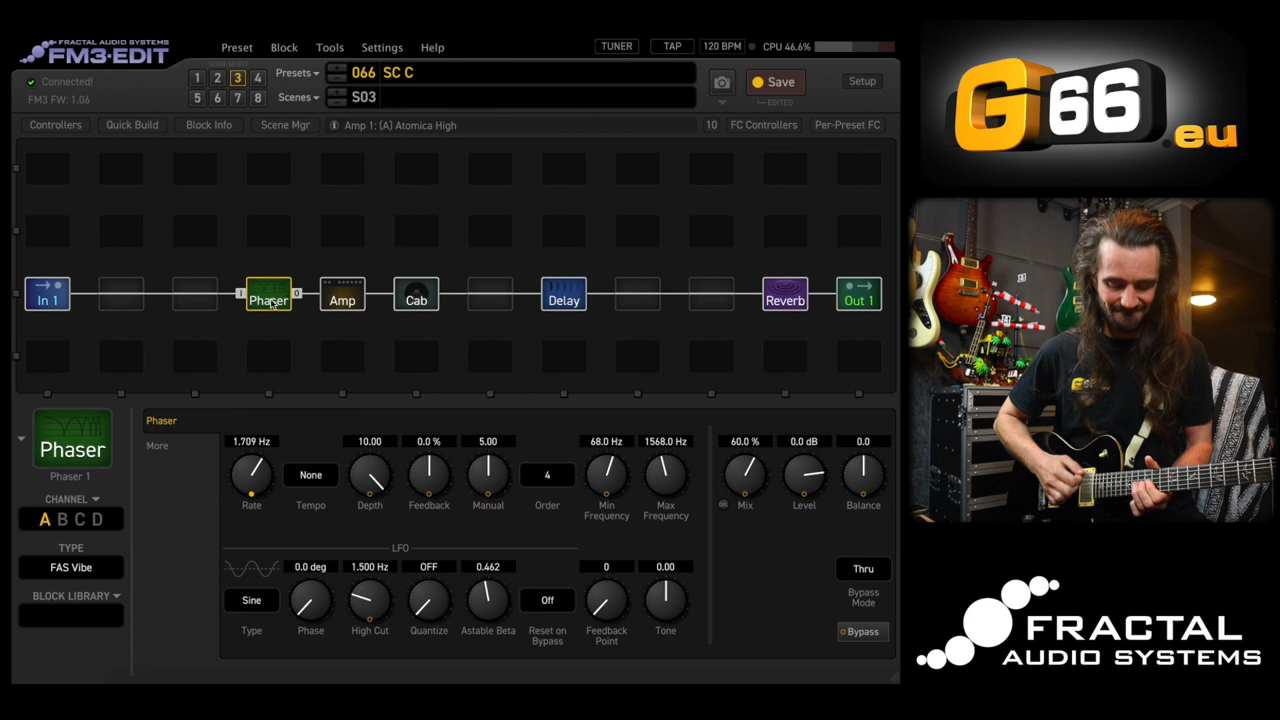 FRACTAL AUDIO SYSTEMS
FM3-EDIT
Preset Block Tools Settings Help
TUNER TAP 120 BPM CPU 46.6%
Connected!
FM3 FW: 1.06
SCENE SELECT
1 2 3 4
5 6 7 8
Presets
066 SC C
Scenes
S03
Save
EDITED
Setup
Controllers Quick Build Block Info Scene Mgr Amp 1: (A) Atomica High 10 FC Controllers Per-Preset FC
In 1 Phaser Amp Cab Delay Reverb Out 1
Phaser
Phaser 1
CHANNEL
A B C D
TYPE
FAS Vibe
BLOCK LIBRARY
Phaser
More
1.709 Hz 10.00 0.0 % 5.00 68.0 Hz 1568.0 Hz 60.0 % 0.0 dB 0.0
None 4
Rate Tempo Depth Feedback Manual Order Min Frequency Max Frequency Mix Level Balance
LFO
0.0 deg 1.500 Hz OFF 0.462 0 0.00
Sine Off
Type Phase High Cut Quantize Astable Beta Reset on Bypass Feedback Point Tone
Thru
Bypass Mode
Bypass
G66.eu
FRACTAL
AUDIO SYSTEMS